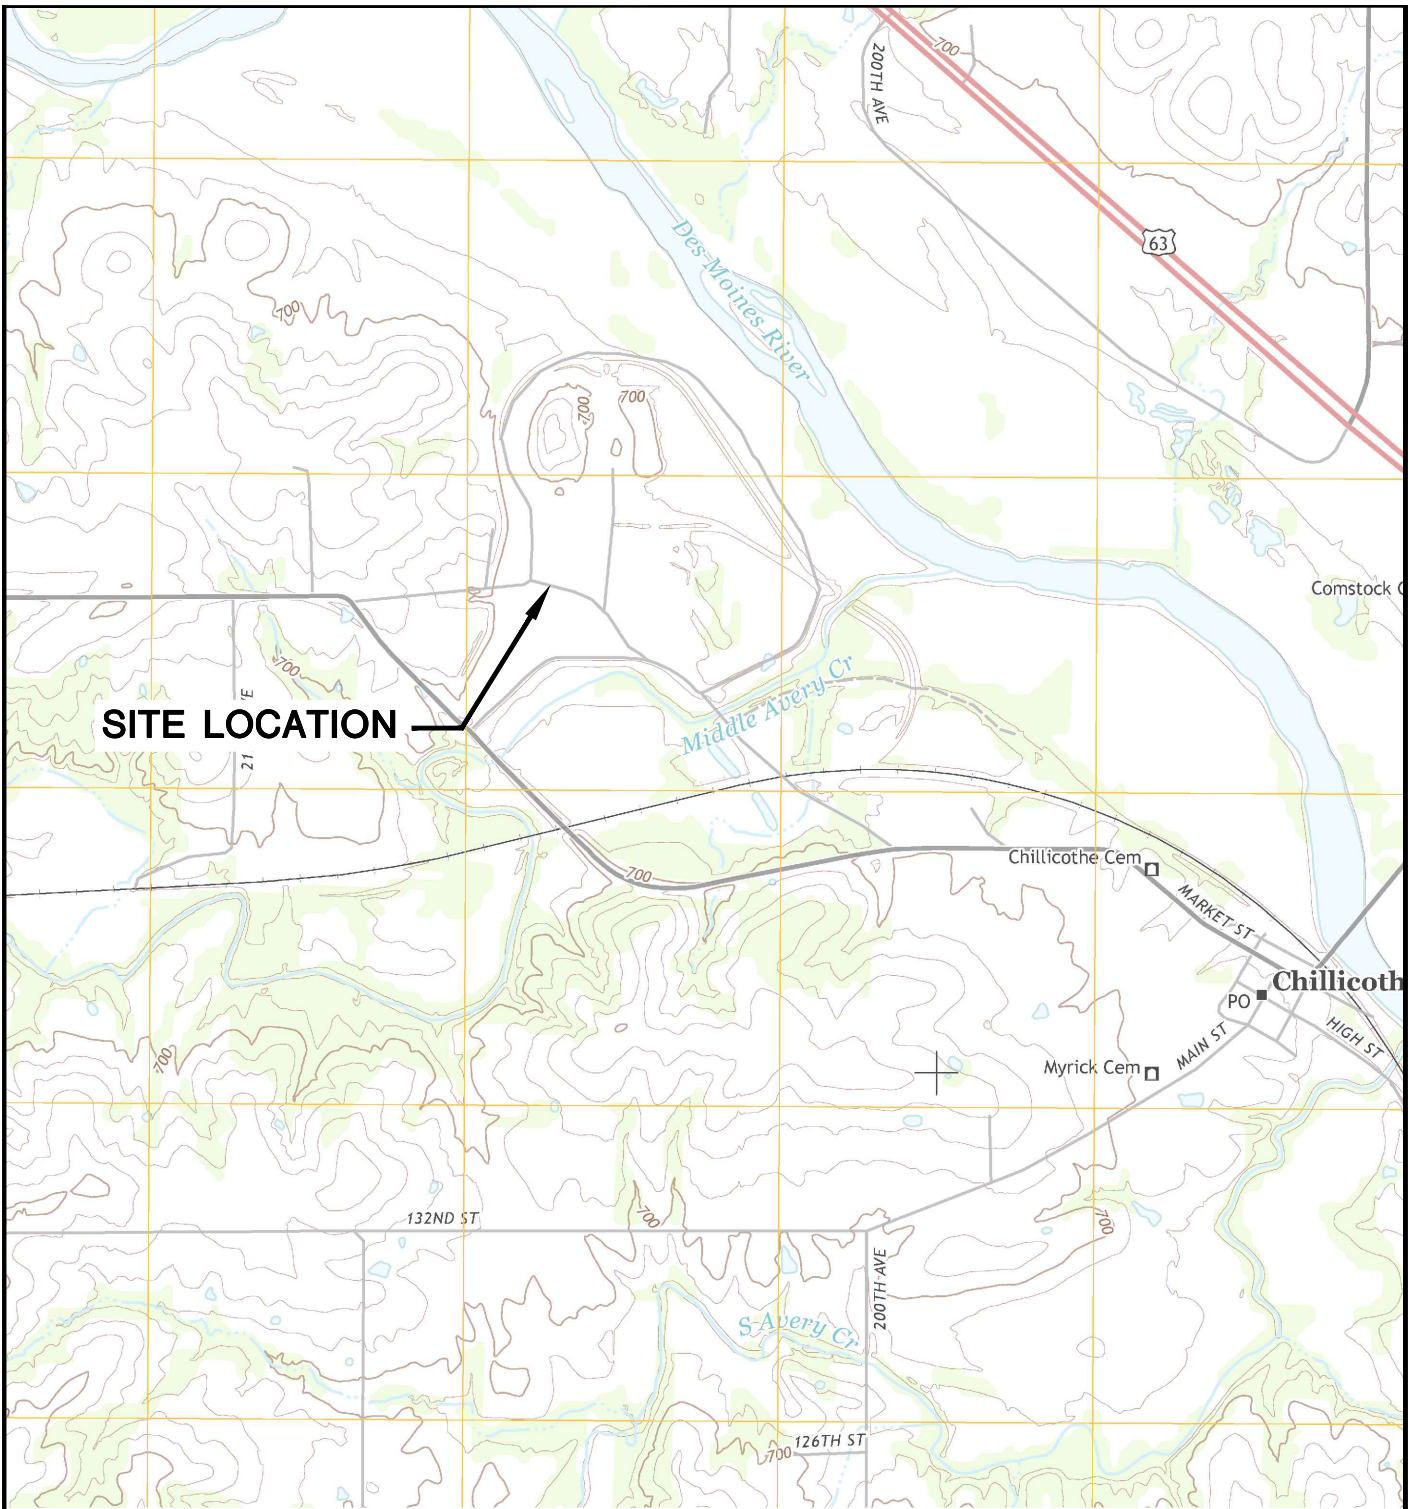 700
200TH AVE
63
Des Moines River
700
700
700
Comstock
700
SITE LOCATION
Middle Avery Cr
21
700
Chillicothe Cem
MARKET ST
Chillicoth
PO
HIGH ST
MAIN ST
Myrick Cem
700
132ND ST
700
700
200TH AVE
S Avery Cr
126TH ST
700